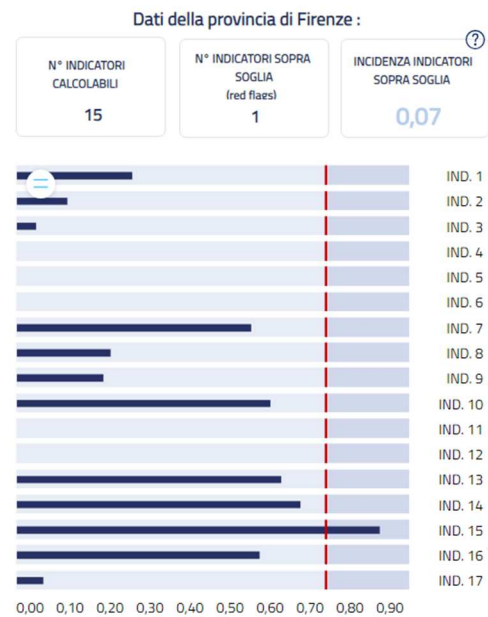 Dati della provincia di Firenze :
?
N° INDICATORI
CALCOLABILI
15
N° INDICATORI SOPRA
SOGLIA
(red flags)
1
INCIDENZA INDICATORI
SOPRA SOGLIA
0,07
IND. 1
IND. 2
IND. 3
IND. 4
IND. 5
IND. 6
IND. 7
IND. 8
IND. 9
IND. 10
IND. 11
IND. 12
IND. 13
IND. 14
IND. 15
IND. 16
IND. 17
0,00 0,10 0,20 0,30 0,40 0,50 0,60 0,70 0,80 0,90